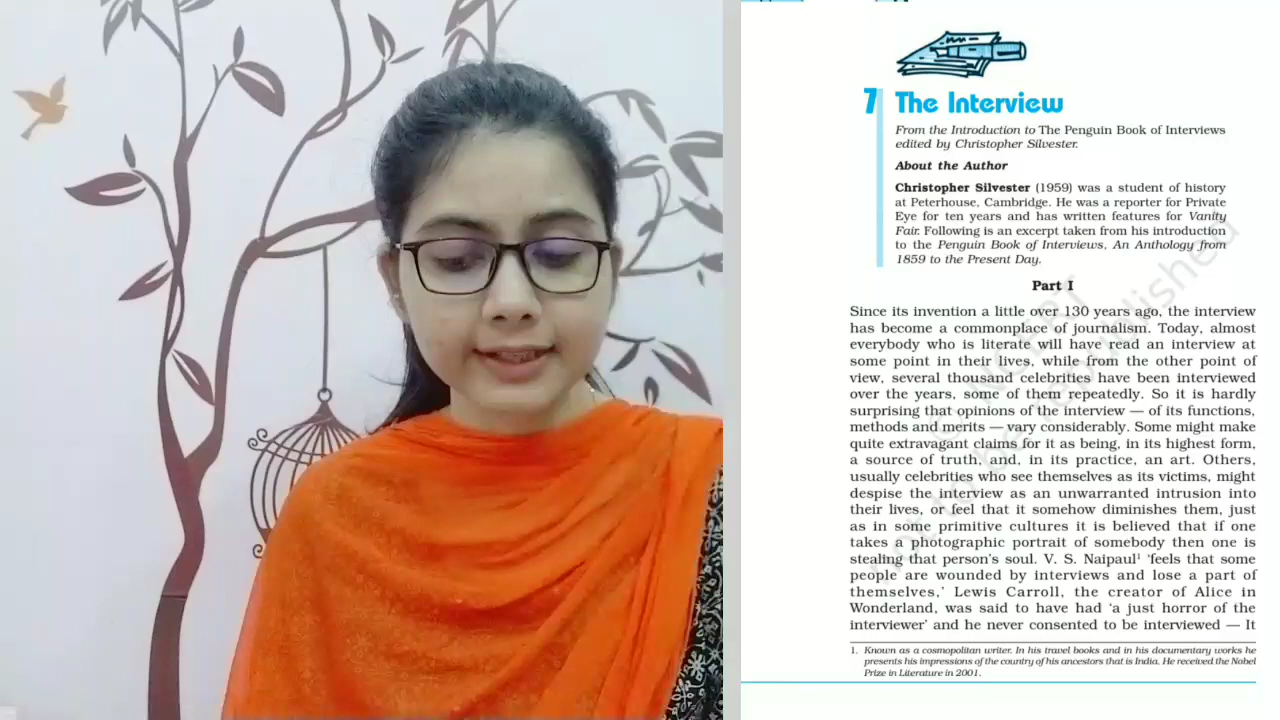 7 The Interview
From the Introduction to The Penguin Book of Interviews
edited by Christopher Silvester.
About the Author
Christopher Silvester (1959) was a student of history
at Peterhouse, Cambridge. He was a reporter for Private
Eye for ten years and has written features for Vanity
Fair. Following is an excerpt taken from his introduction
to the Penguin Book of Interviews, An Anthology from
1859 to the Present Day.
Part I
Since its invention a little over 130 years ago, the interview
has become a commonplace of journalism. Today, almost
everybody who is literate will have read an interview at
some point in their lives, while from the other point of
view, several thousand celebrities have been interviewed
over the years, some of them repeatedly. So it is hardly
surprising that opinions of the interview — of its functions,
methods and merits — vary considerably. Some might make
quite extravagant claims for it as being, in its highest form,
a source of truth, and, in its practice, an art. Others,
usually celebrities who see themselves as its victims, might
despise the interview as an unwarranted intrusion into
their lives, or feel that it somehow diminishes them, just
as in some primitive cultures it is believed that if one
takes a photographic portrait of somebody then one is
stealing that person's soul. V. S. Naipaul¹ 'feels that some
people are wounded by interviews and lose a part of
themselves,' Lewis Carroll, the creator of Alice in
Wonderland, was said to have had 'a just horror of the
interviewer' and he never consented to be interviewed — It
1. Known as a cosmopolitan writer. In his travel books and in his documentary works he
presents his impressions of the country of his ancestors that is India. He received the Nobel
Prize in Literature in 2001.
© NCERT
not to be republished